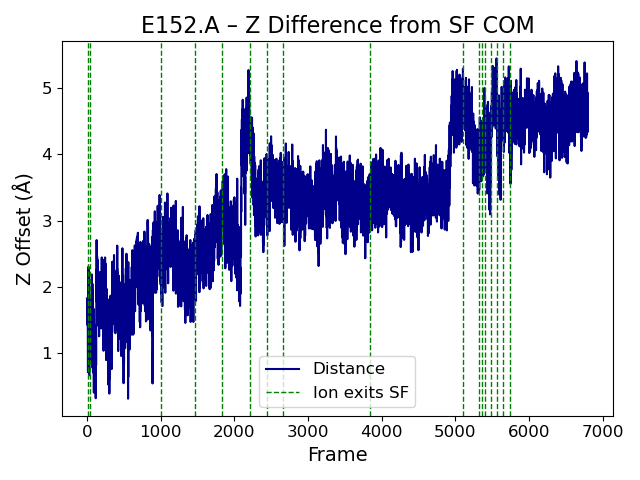 E152.A – Z Difference from SF COM
Z Offset (Å)
5
4
3
2
1
Distance
Ion exits SF
0 1000 2000 3000 4000 5000 6000 7000
Frame